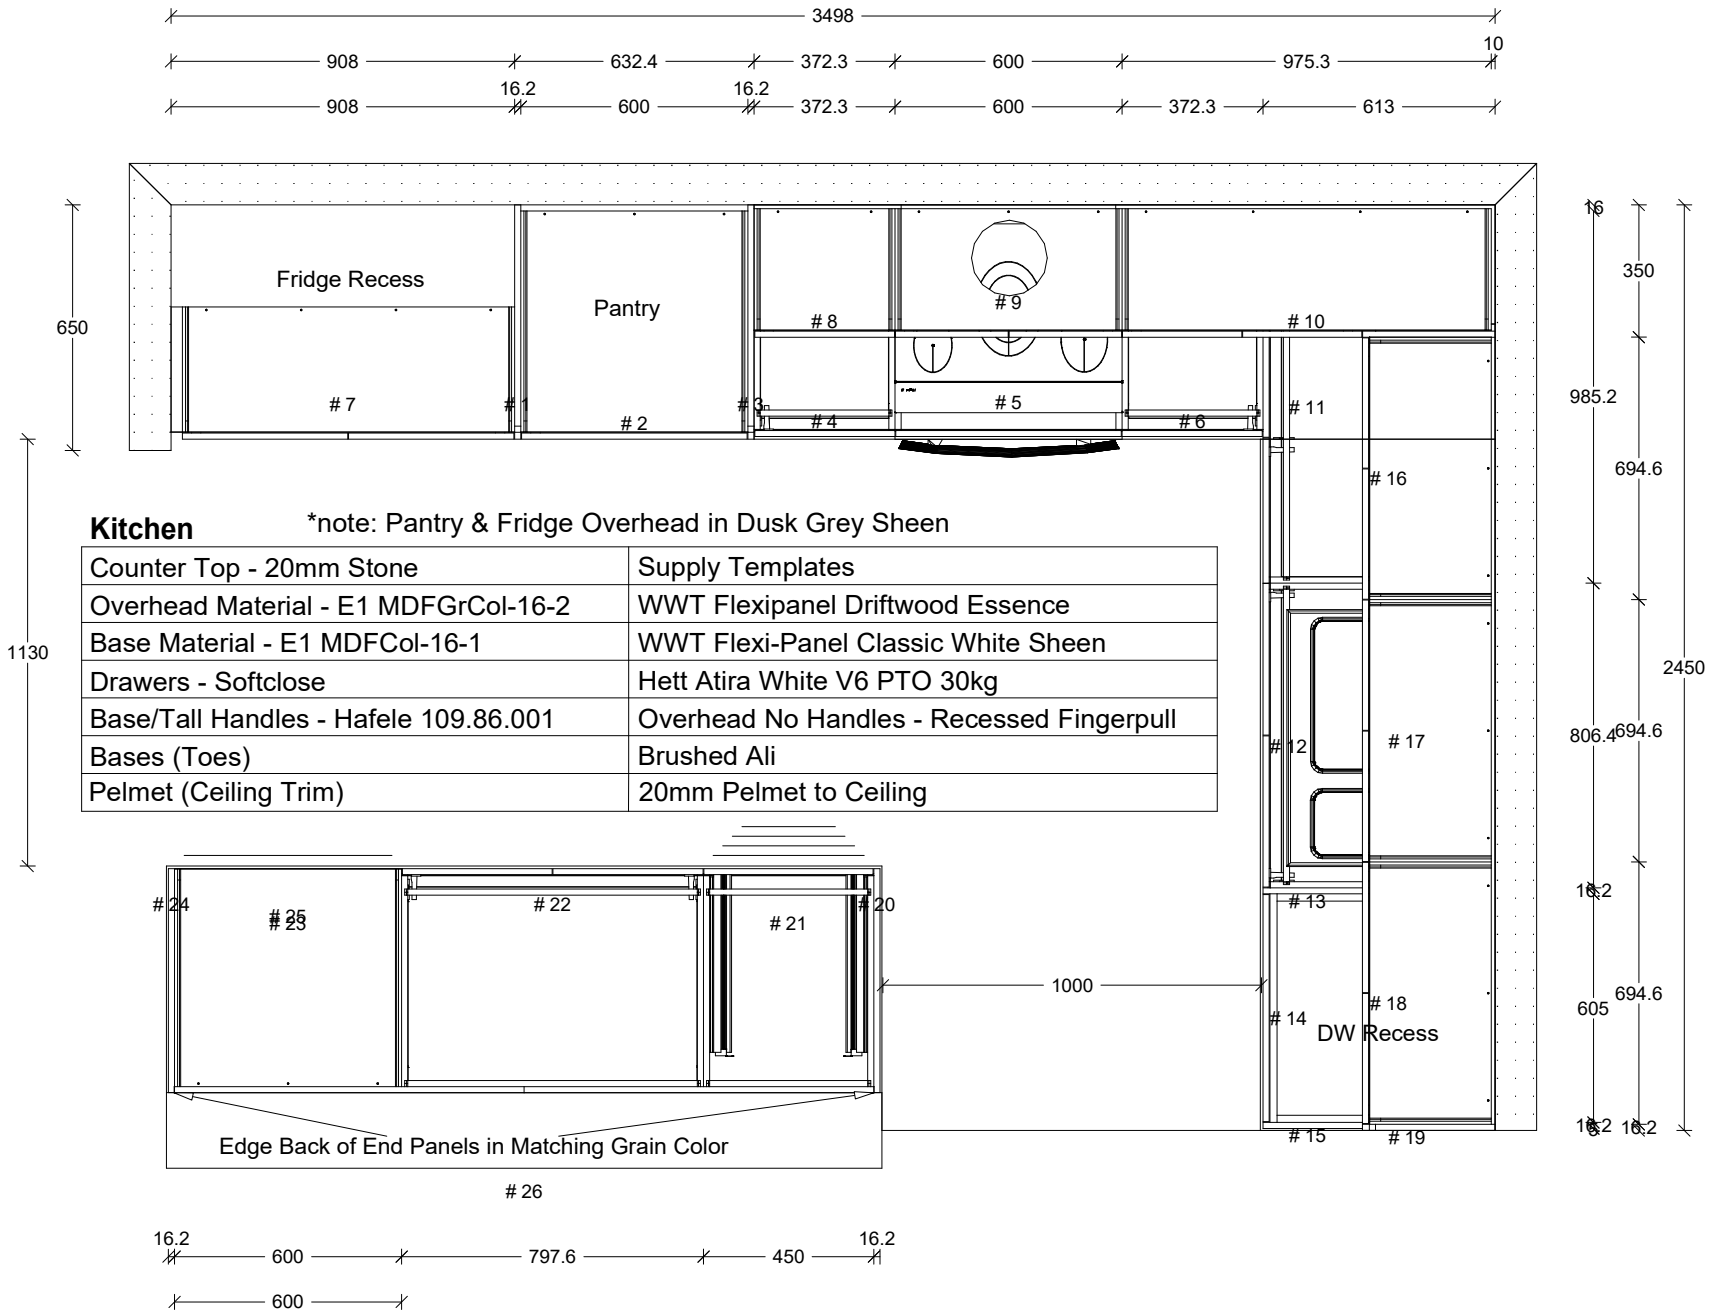 3498
10
908 632.4 372.3 600 975.3
16.2 16.2
908 600 372.3 600 372.3 613
16
350
Fridge Recess
Pantry
# 9
# 8 # 10
650
# 7 # 1 # 3 # 5 # 11
# 2 # 4 # 6
985.2
694.6
# 16
Kitchen *note: Pantry & Fridge Overhead in Dusk Grey Sheen
Counter Top - 20mm Stone Supply Templates
Overhead Material - E1 MDFGrCol-16-2 WWT Flexipanel Driftwood Essence
Base Material - E1 MDFCol-16-1 WWT Flexi-Panel Classic White Sheen
Drawers - Softclose Hett Atira White V6 PTO 30kg
Base/Tall Handles - Hafele 109.86.001 Overhead No Handles - Recessed Fingerpull
Bases (Toes) Brushed Ali
Pelmet (Ceiling Trim) 20mm Pelmet to Ceiling
1130
2450
806.4 694.6
# 12 # 17
# 24 # 22 # 20 # 13
16.2
# 25
# 23 # 21
1000
# 18
694.6
# 14
605
DW Recess
# 15 # 19
16.2 16.2
Edge Back of End Panels in Matching Grain Color
# 26
16.2 16.2
600 797.6 450
600